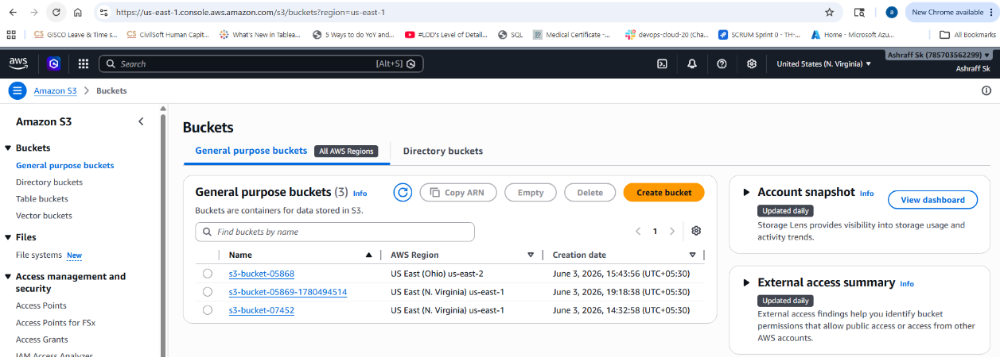 https://us-east-1.console.aws.amazon.com/s3/buckets?region=us-east-1
a
New Chrome available
CS GISCO Leave & Time s...
CS CivilSoft Human Capit...
What's New in Tablea...
5 Ways to do YoY and...
#LOD's Level of Detail...
SQL
Medical Certificate -...
devops-cloud-20 (Cha...
SCRUM Sprint 0 - TH-...
Home - Microsoft Azu...
All Bookmarks
aws
Search
[Alt+S]
United States (N. Virginia)
Ashraff Sk (785703562299)
Ashraff Sk
Amazon S3
Buckets
Amazon S3
Buckets
General purpose buckets
Directory buckets
Table buckets
Vector buckets
Files
File systems New
Access management and
security
Access Points
Access Points for FSx
Access Grants
IAM Access Analyzer
Buckets
General purpose buckets All AWS Regions
Directory buckets
General purpose buckets (3) Info
Copy ARN
Empty
Delete
Create bucket
Buckets are containers for data stored in S3.
Find buckets by name
1
Name AWS Region Creation date
s3-bucket-05868 US East (Ohio) us-east-2 June 3, 2026, 15:43:56 (UTC+05:30)
s3-bucket-05869-1780494514 US East (N. Virginia) us-east-1 June 3, 2026, 19:18:38 (UTC+05:30)
s3-bucket-07452 US East (N. Virginia) us-east-1 June 3, 2026, 14:32:58 (UTC+05:30)
Account snapshot Info
View dashboard
Updated daily
Storage Lens provides visibility into storage usage and
activity trends.
External access summary Info
Updated daily
External access findings help you identify bucket
permissions that allow public access or access from other
AWS accounts.